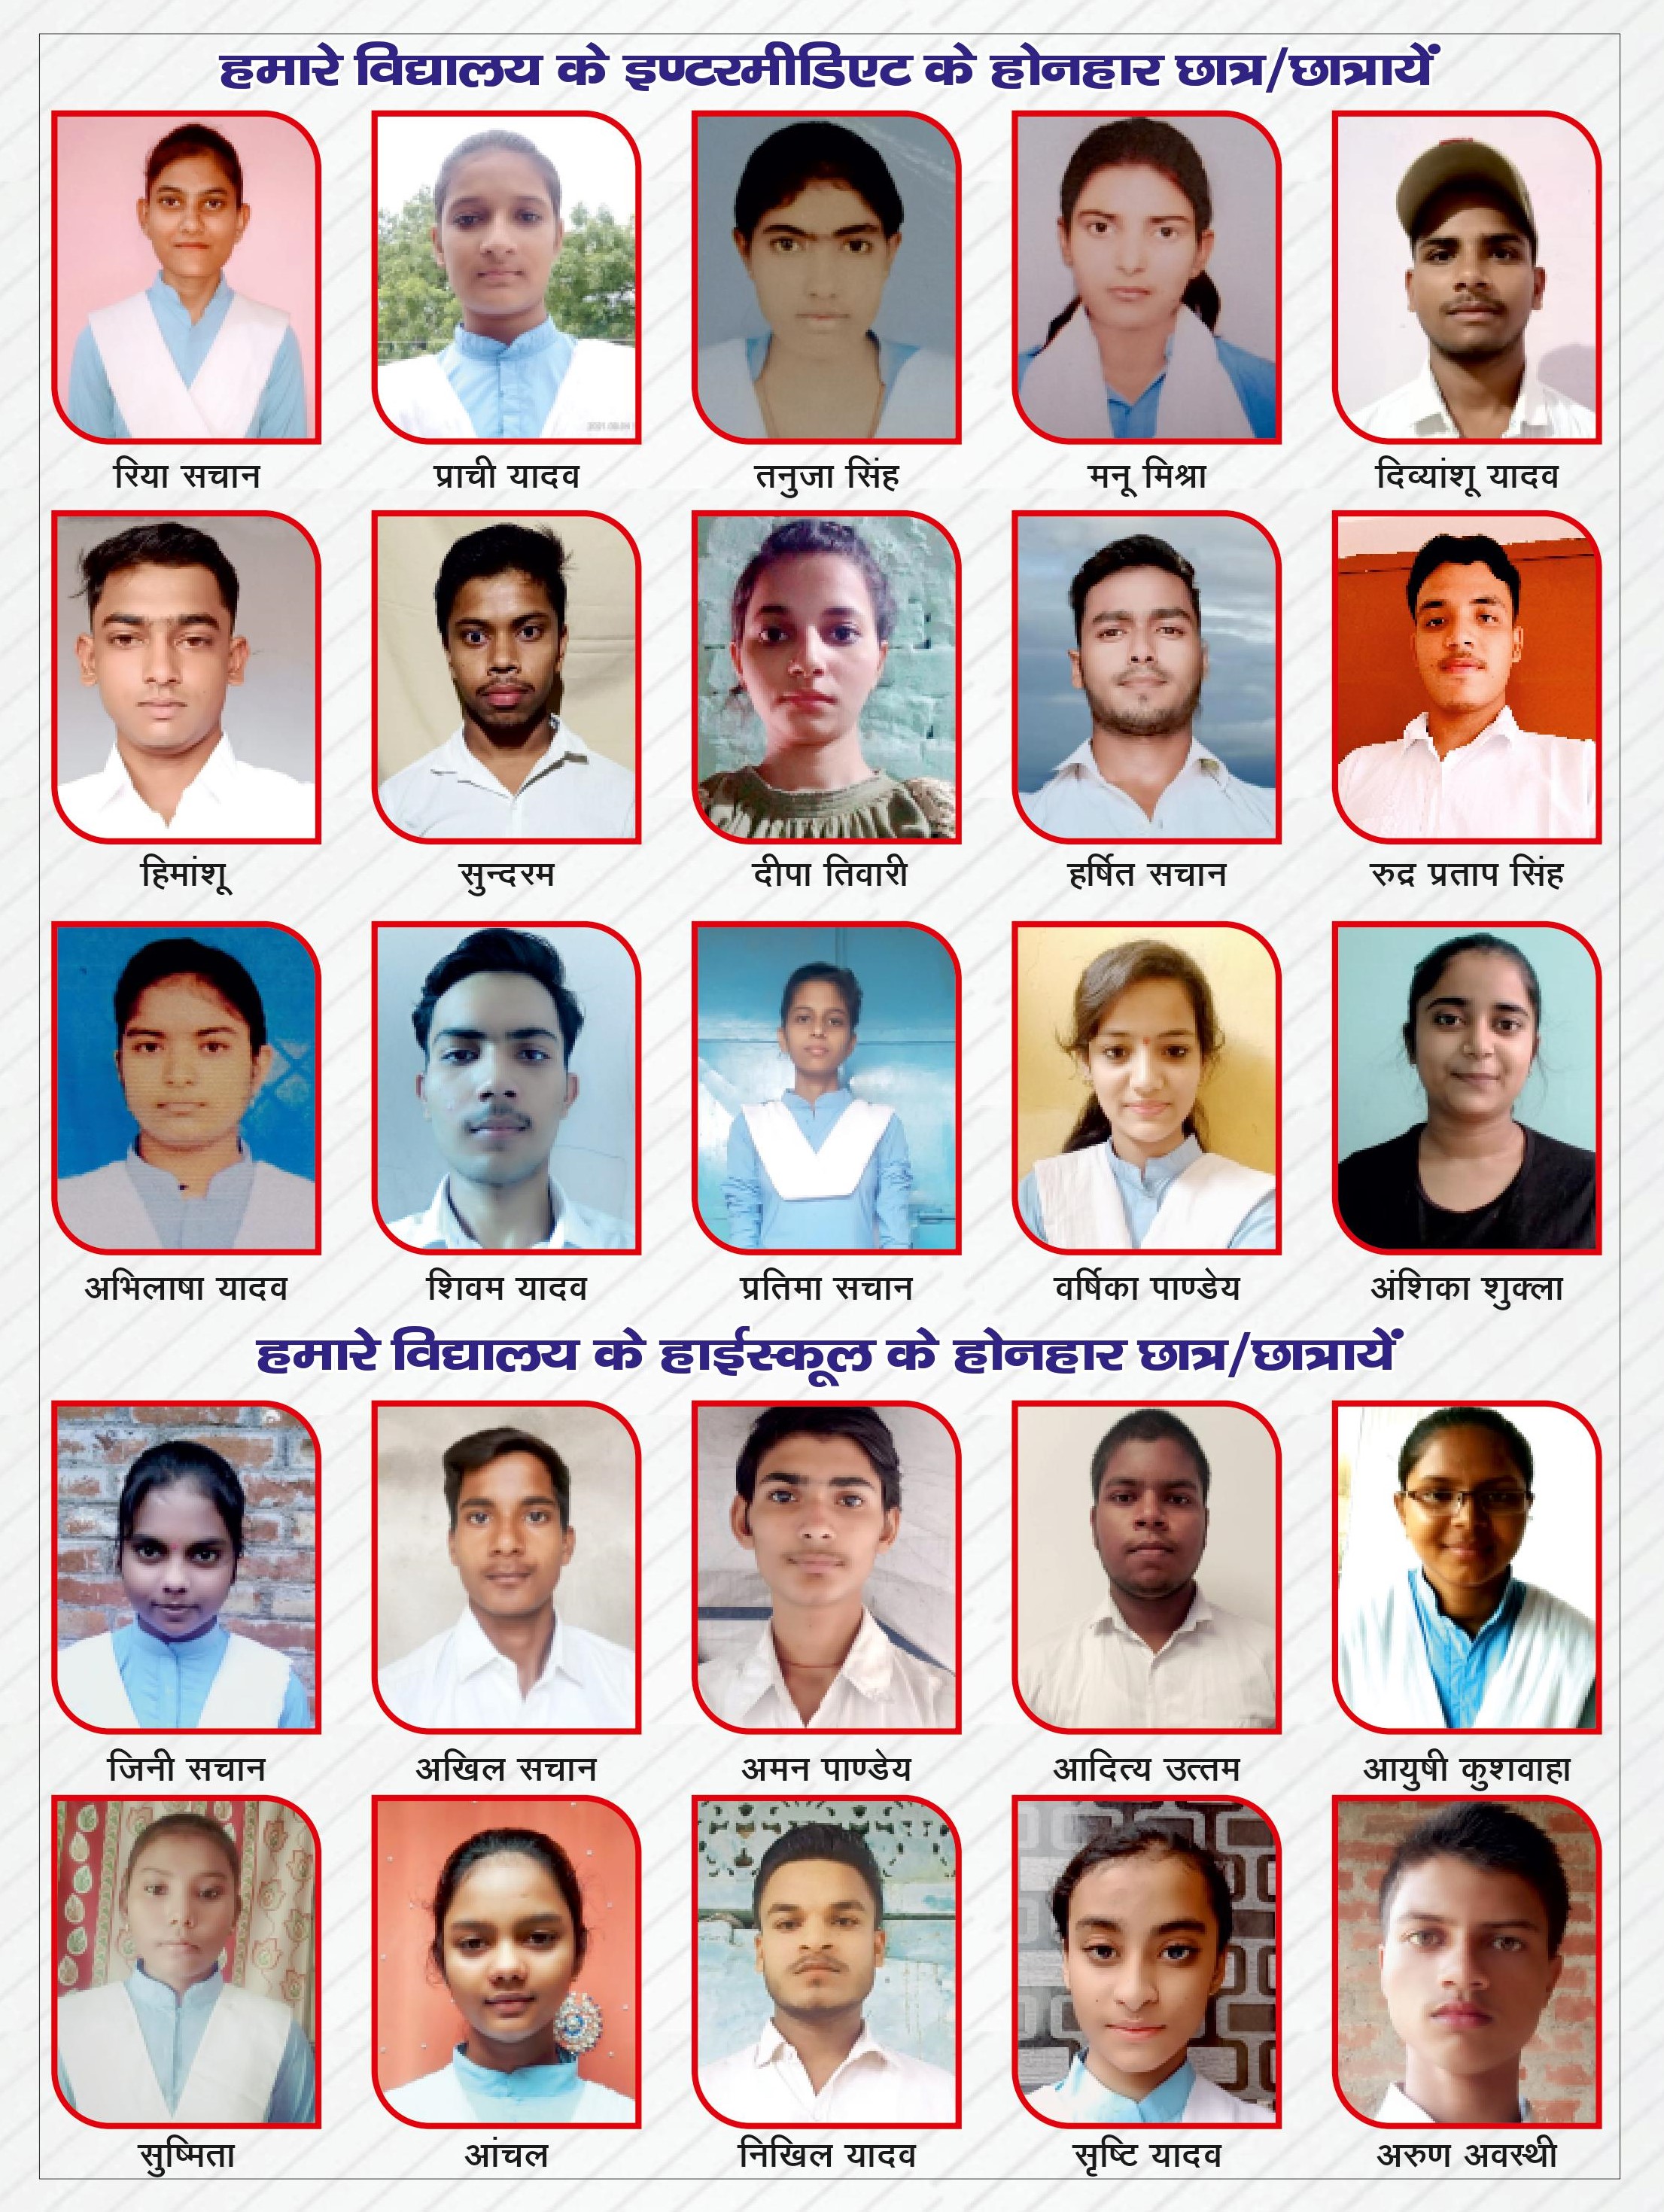 हमारे विद्यालय के इण्टरमीडिएट के होनहार छात्र/छात्रायें
रिया सचान प्राची यादव तनुजा सिंह मनू मिश्रा दिव्यांशू यादव
हिमांशू सुन्दरम दीपा तिवारी हर्षित सचान रुद्र प्रताप सिंह
अभिलाषा यादव शिवम यादव प्रतिमा सचान वर्षिका पाण्डेय अंशिका शुक्ला
हमारे विद्यालय के हाईस्कूल के होनहार छात्र/छात्रायें
जिनी सचान अखिल सचान अमन पाण्डेय आदित्य उत्तम आयुषी कुशवाहा
सुष्मिता आंचल निखिल यादव सृष्टि यादव अरुण अवस्थी